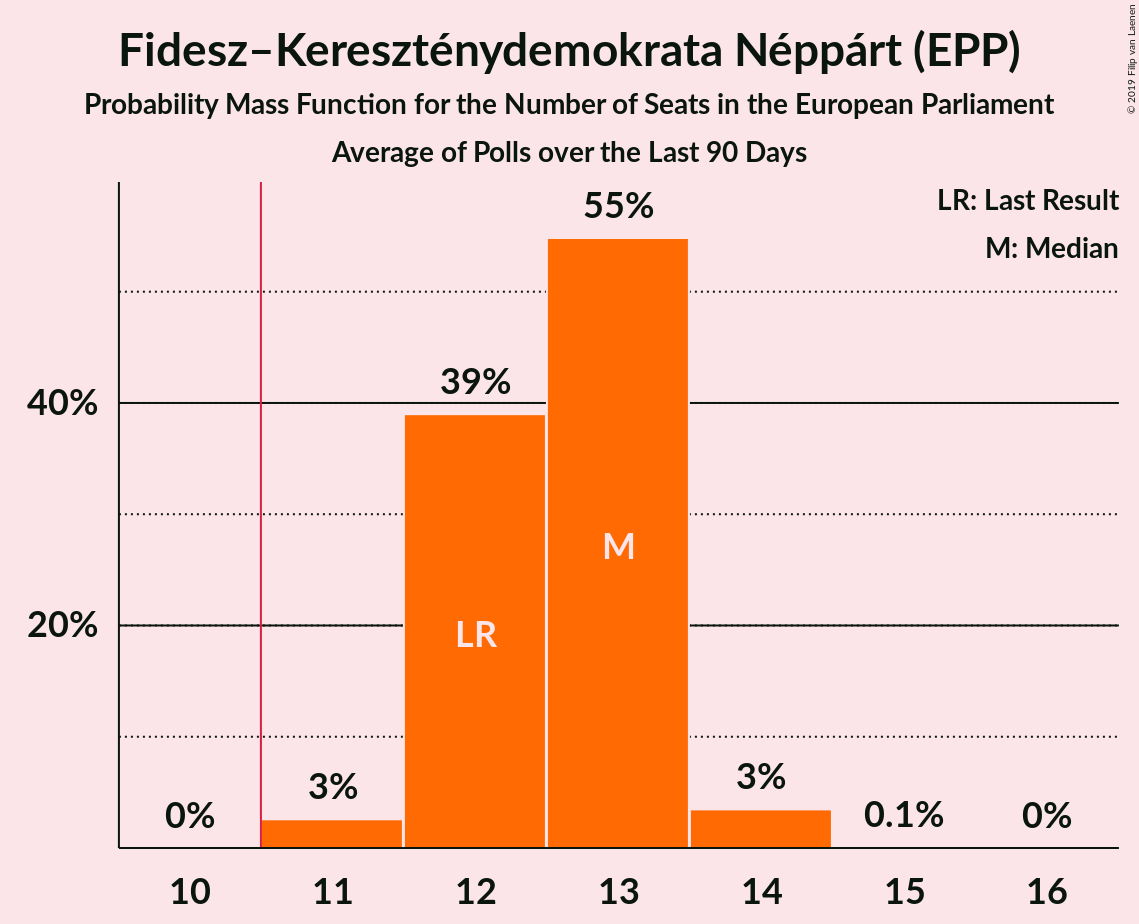 Fidesz–Kereszténydemokrata Néppárt (EPP)
Probability Mass Function for the Number of Seats in the European Parliament
Average of Polls over the Last 90 Days
© 2019 Filip van Laenen
LR: Last Result
M: Median
55%
39%
40%
M
LR
20%
3%
3%
0%
0.1%
0%
10 11 12 13 14 15 16